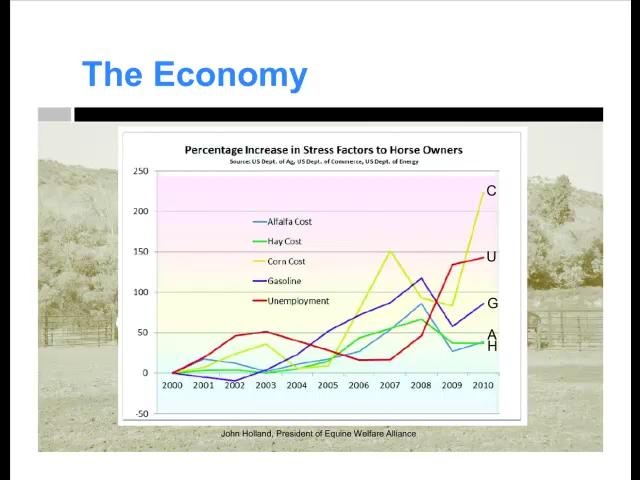 The Economy
Percentage Increase in Stress Factors to Horse Owners
Source: US Dept. of Ag, US Dept. of Commerce, US Dept. of Energy
250
200
150
100
50
0
-50
Alfalfa Cost
Hay Cost
Corn Cost
Gasoline
Unemployment
C
U
G
A
H
2000 2001 2002 2003 2004 2005 2006 2007 2008 2009 2010
John Holland, President of Equine Welfare Alliance